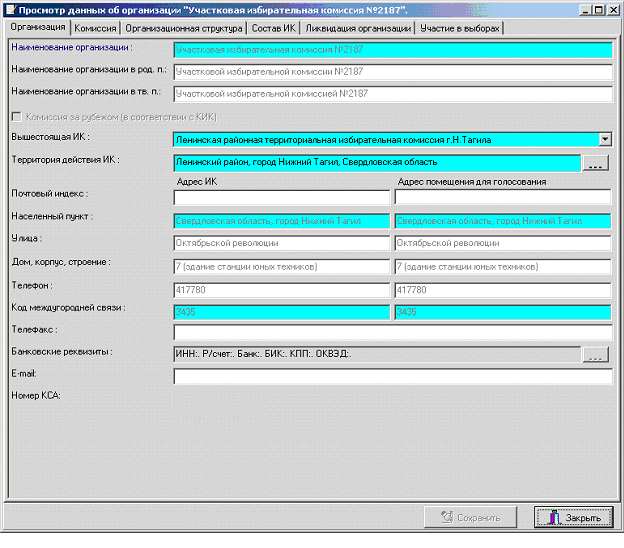 Просмотр данных об организации "Участковая избирательная комиссия №2187".
Организация Комиссия Организационная структура Состав ИК Ликвидация организации Участие в выборах
Наименование организации : Участковая избирательная комиссия №2187
Наименование организации в род. п.: Участковой избирательной комиссии №2187
Наименование организации в тв. п.: Участковой избирательной комиссией №2187
Комиссия за рубежом (в соответствии с КИК)
Вышестоящая ИК : Ленинская районная территориальная избирательная комиссия г.Н.Тагила
Территория действия ИК : Ленинский район, город Нижний Тагил, Свердловская область ...
Адрес ИК Адрес помещения для голосования
Почтовый индекс :
Населенный пункт : Свердловская область, город Нижний Тагил Свердловская область, город Нижний Тагил
Улица : Октябрьской революции Октябрьской революции
Дом, корпус, строение : 7 (здание станции юных техников) 7 (здание станции юных техников)
Телефон : 417780 417780
Код междугородней связи : 3435 3435
Телефакс :
Банковские реквизиты : ИНН:. Р/счет:. Банк:. БИК:. КПП:. ОКВЭД:. ...
E-mail:
Номер КСА:
Сохранить Закрыть